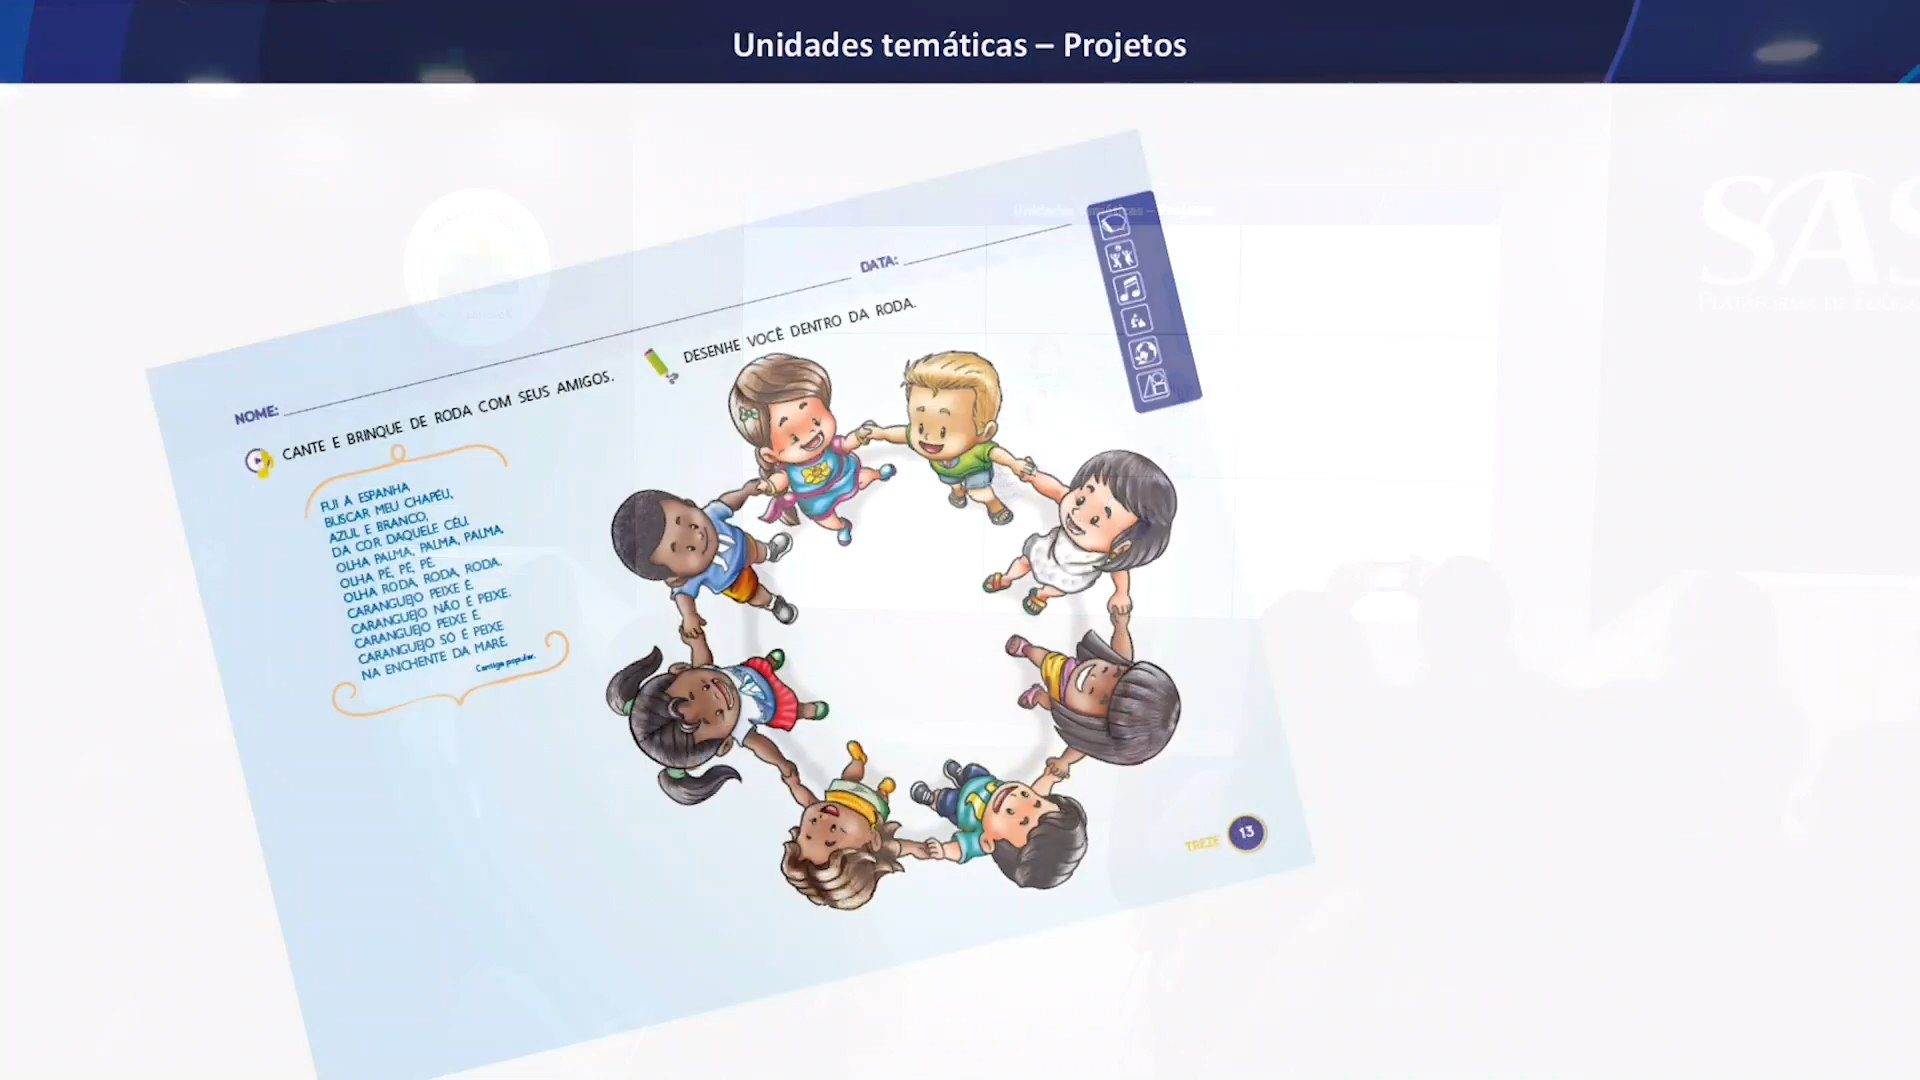 Unidades temáticas – Projetos
SAS
NOME:
DATA:
CANTE E BRINQUE DE RODA COM SEUS AMIGOS.
DESENHE VOCÊ DENTRO DA RODA.
FUI À ESPANHA
BUSCAR MEU CHAPÉU,
AZUL E BRANCO,
DA COR DAQUELE CÉU.
OLHA PALMA, PALMA, PALMA.
OLHA PÉ, PÉ, PÉ.
OLHA RODA, RODA, RODA.
CARANGUEJO PEIXE É.
CARANGUEJO NÃO É PEIXE.
CARANGUEJO PEIXE É.
CARANGUEJO SÓ É PEIXE
NA ENCHENTE DA MARÉ.
Cantiga popular.
TREZE 13